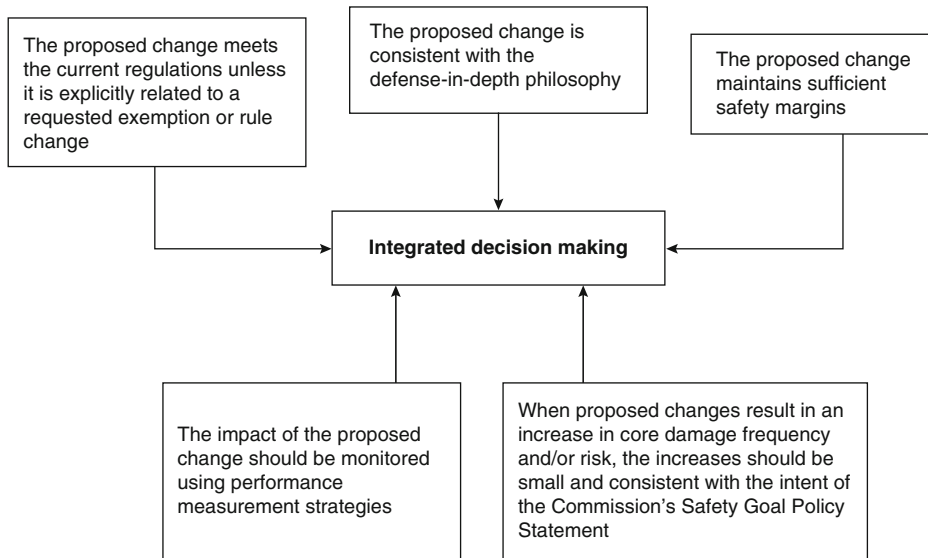 The proposed change meets
the current regulations unless
it is explicitly related to a
requested exemption or rule
change
The proposed change is
consistent with the
defense-in-depth philosophy
The proposed change
maintains sufficient
safety margins
Integrated decision making
The impact of the proposed
change should be monitored
using performance
measurement strategies
When proposed changes result in an
increase in core damage frequency
and/or risk, the increases should be
small and consistent with the intent
of the Commission's Safety Goal Policy
Statement